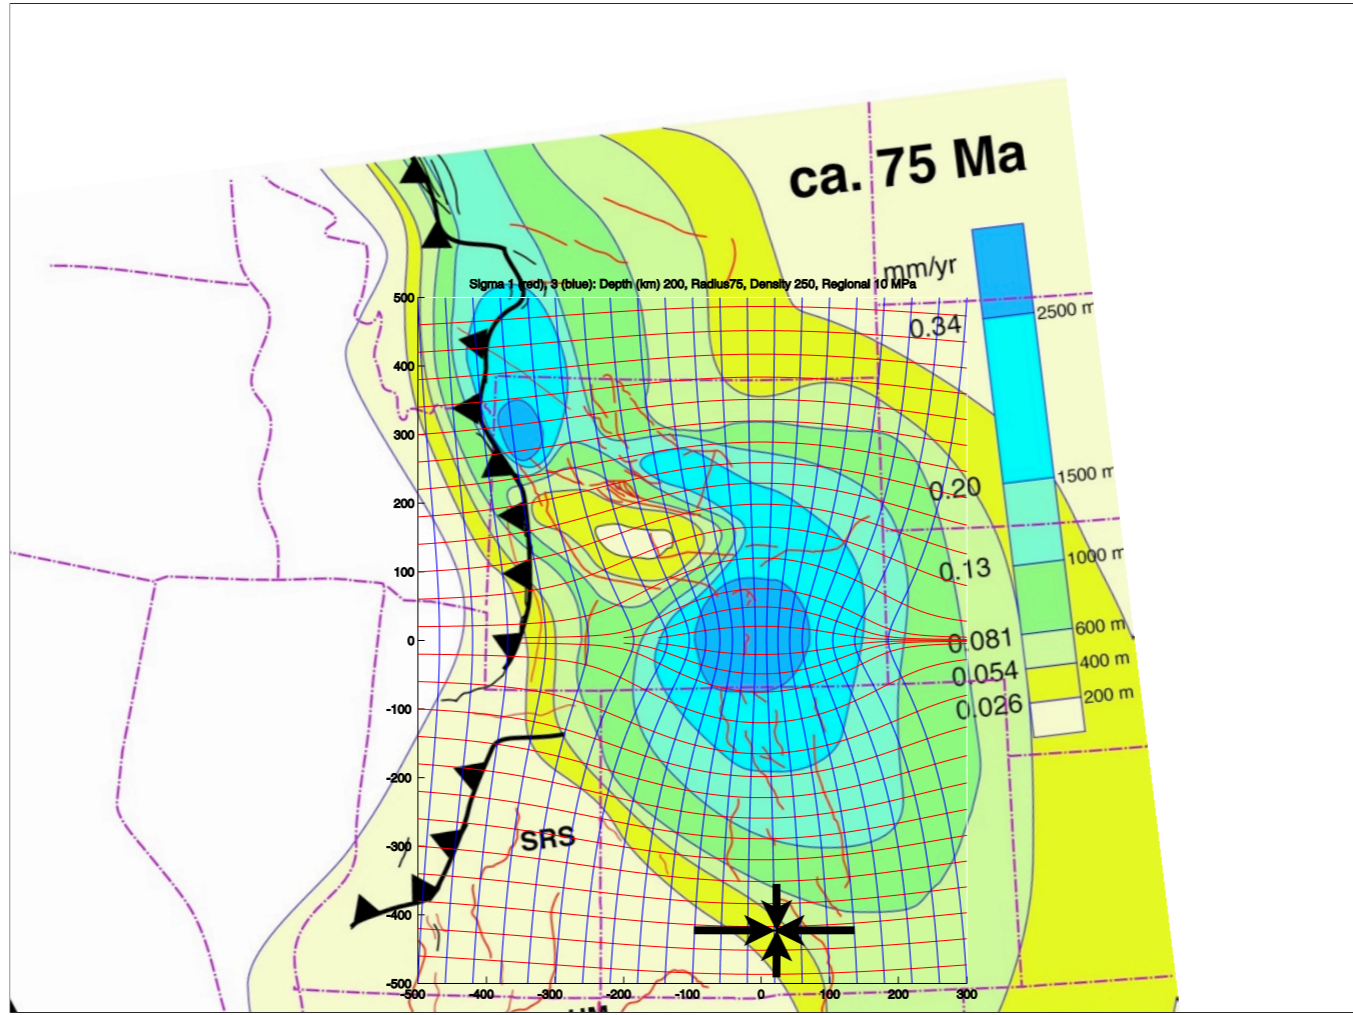 ca. 75 Ma
mm/yr
Sigma 1 (red), 3 (blue): Depth (km) 200, Radius75, Density 250, Regional 10 MPa
0.34
2500 m
0.20
1500 m
0.13
1000 m
0.081
600 m
0.054
400 m
0.026
200 m
500
400
300
200
100
0
-100
-200
-300
-400
-500
SRS
-500 -400 -300 -200 -100 0 100 200 300